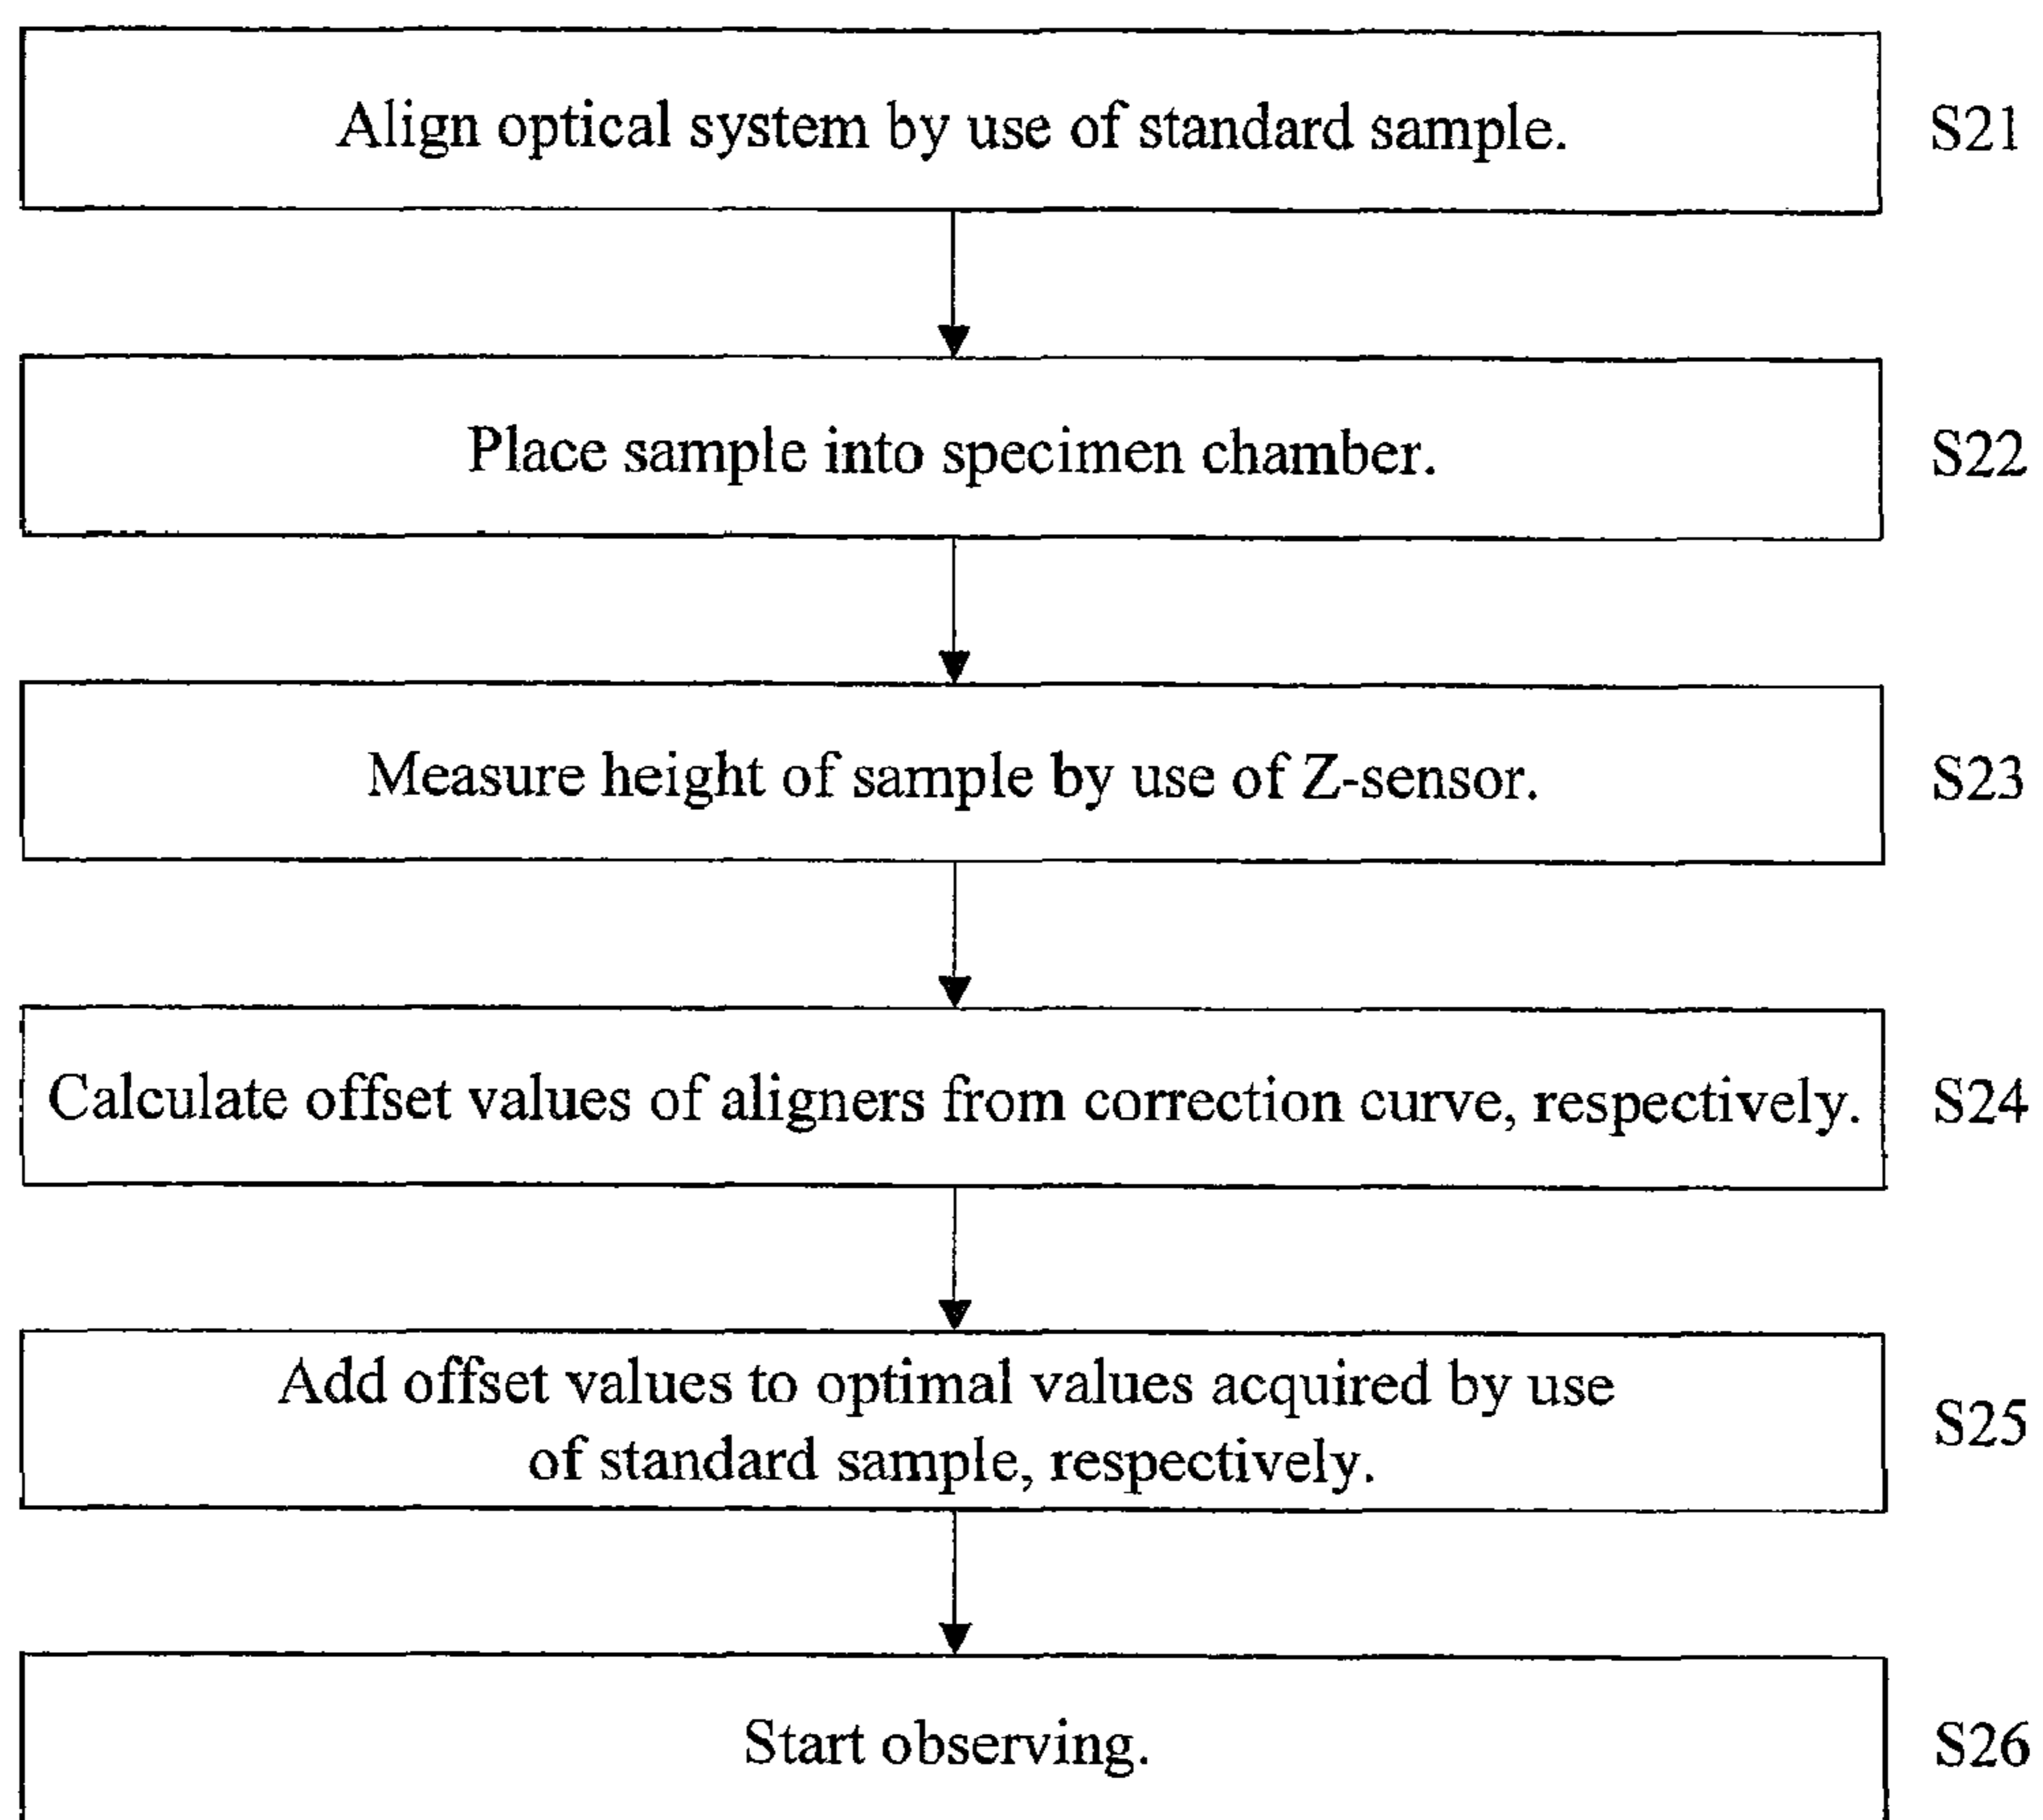 Align optical system by use of standard sample. S21
Place sample into specimen chamber. S22
Measure height of sample by use of Z-sensor. S23
Calculate offset values of aligners from correction curve, respectively. S24
Add offset values to optimal values acquired by use
of standard sample, respectively. S25
Start observing. S26